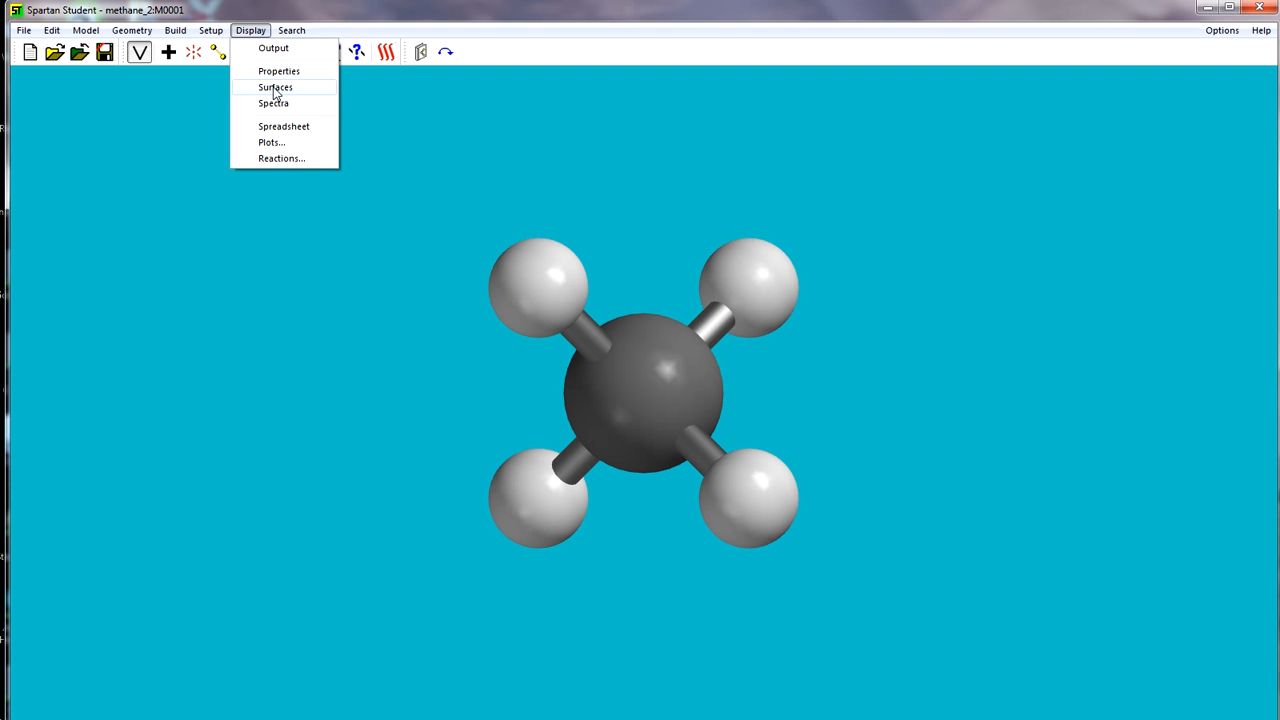 Spartan Student - methane_2:M0001
File Edit Model Geometry Build Setup Display Search Options Help
Output
Properties
Surfaces
Spectra
Spreadsheet
Plots...
Reactions...